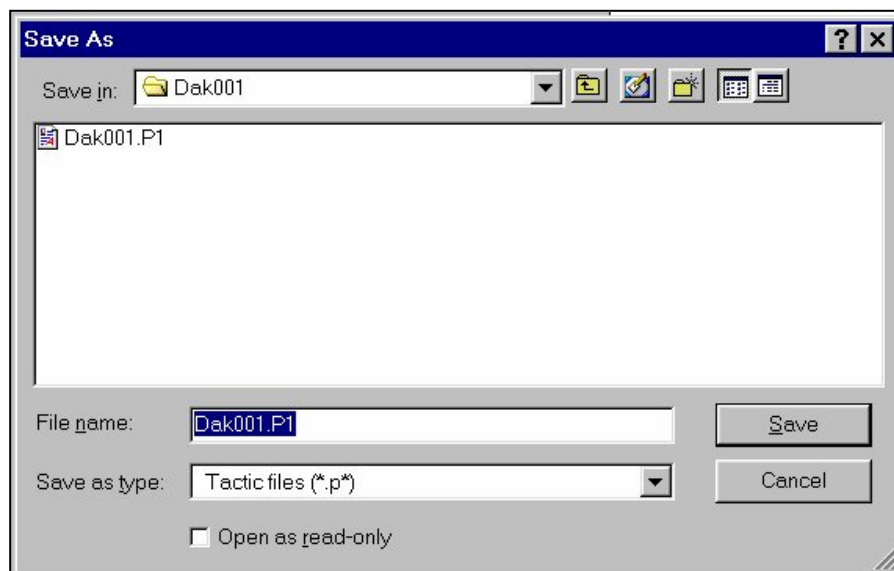 Save As
Save in: Dak001
Dak001.P1
File name: Dak001.P1 Save
Save as type: Tactic files (*.p*) Cancel
Open as read-only